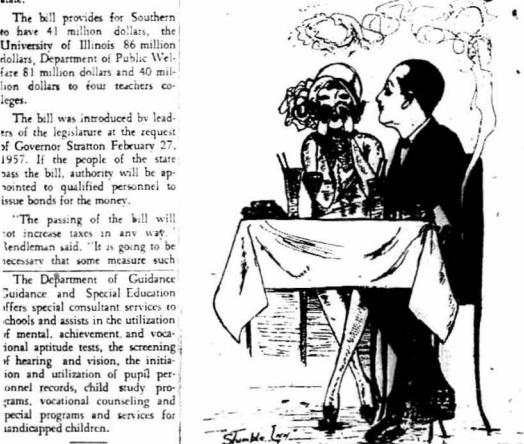 state.
The bill provides for Southern
to have 41 million dollars, the
University of Illinois 86 million
dollars, Department of Public Wel-
fare 81 million dollars and 40 mil-
lion dollars to four teachers co-
leges.
The bill was introduced by lead-
ers of the legislature at the request
of Governor Stratton February 27,
1957. If the people of the state
pass the bill, authority will be ap-
pointed to qualified personnel to
issue bonds for the money.
"The passing of the bill will
not increase taxes in any way."
Rendleman said. "It is going to be
necessary that some measure such
The Department of Guidance
Guidance and Special Education
offers special consultant services to
schools and assists in the utilization
of mental, achievement, and voca-
tional aptitude tests, the screening
of hearing and vision, the initia-
ion and utilization of pupil per-
sonnel records, child study pro-
grams, vocational counseling and
special programs and services for
handicapped children.